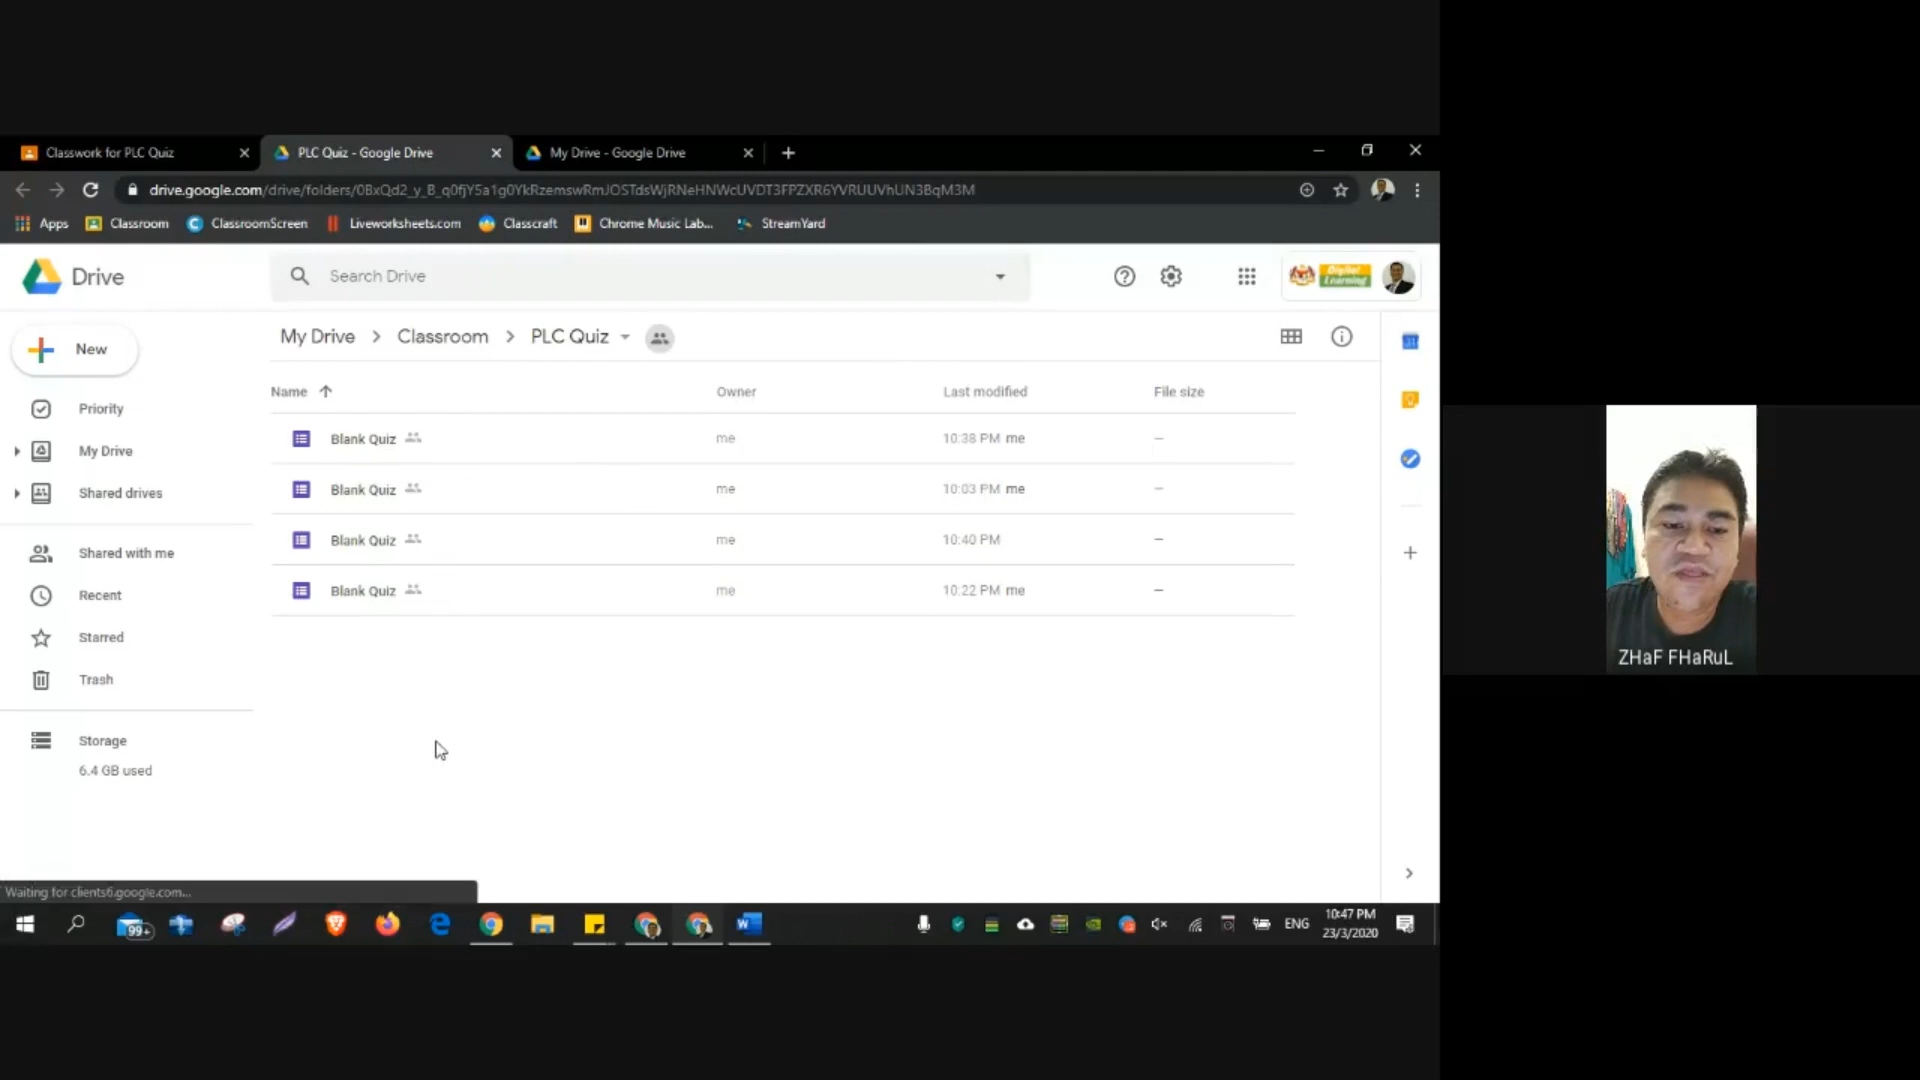 Classwork for PLC Quiz
PLC Quiz - Google Drive
My Drive - Google Drive
drive.google.com/drive/folders/0BxQd2_y_B_q0fjY5a1g0YkRzemswRmJOSTdsWjRNeHNWcUVDT3FPZXR6YVRUUVhUN3BqM3M
Apps
Classroom
ClassroomScreen
Liveworksheets.com
Classcraft
Chrome Music Lab...
StreamYard
Drive
Search Drive
Digital
Learning
New
My Drive > Classroom > PLC Quiz
Name Owner Last modified File size
Blank Quiz me 10:38 PM me —
Blank Quiz me 10:03 PM me —
Blank Quiz me 10:40 PM —
Blank Quiz me 10:22 PM me —
Priority
My Drive
Shared drives
Shared with me
Recent
Starred
Trash
Storage
6.4 GB used
31
ZHaF FHaRuL
Waiting for clients6.google.com...
99+
ENG
10:47 PM
23/3/2020